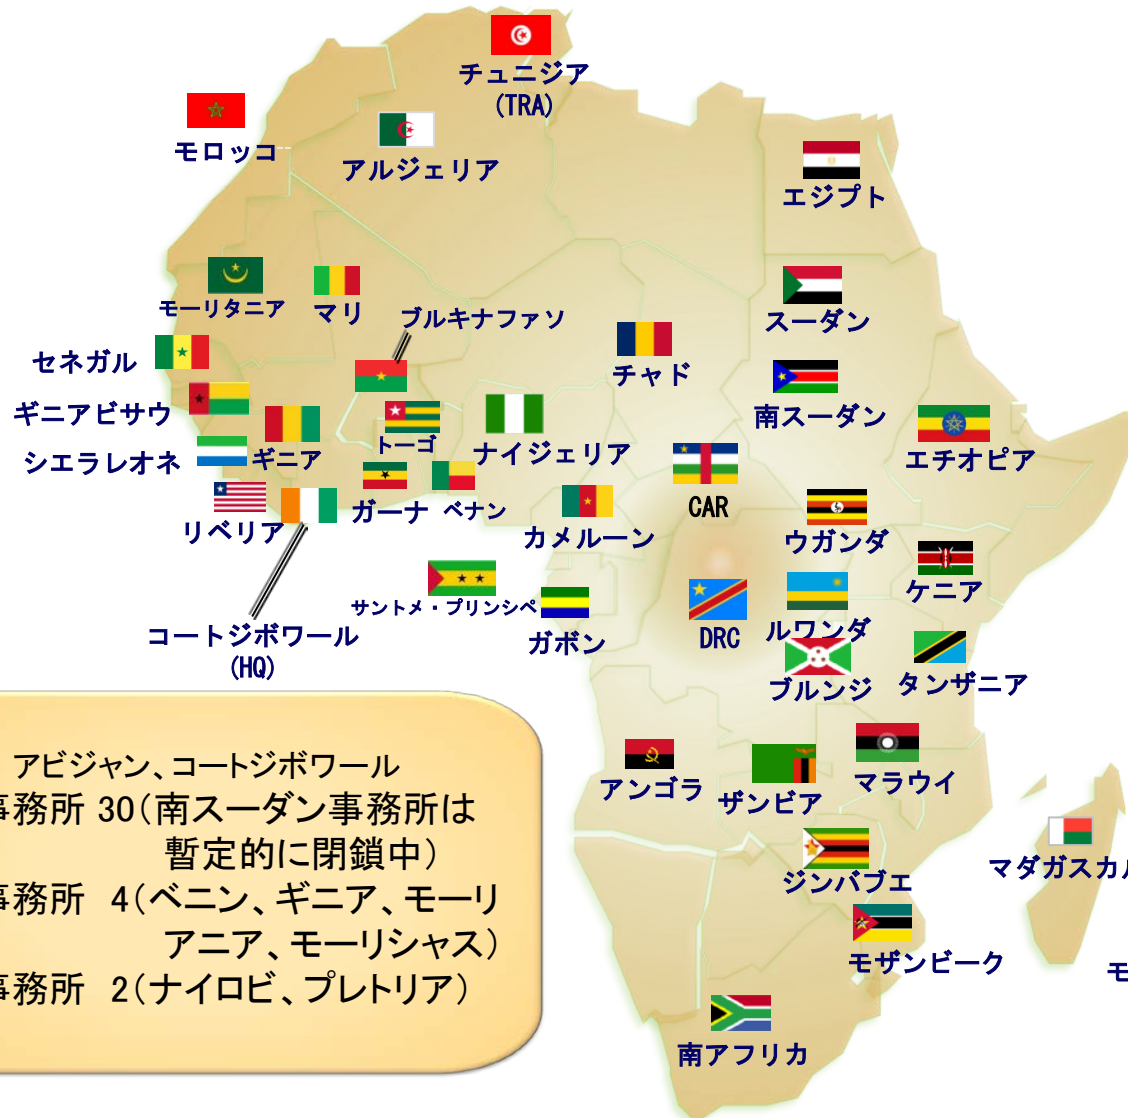 チュニジア
(TRA)
モロッコ
アルジェリア
エジプト
モーリタニア
マリ
ブルキナファソ
スーダン
セネガル
チャド
ギニアビサウ
南スーダン
シエラレオネ
ギニア
トーゴ
ナイジェリア
エチオピア
リベリア
ガーナ
ベナン
CAR
カメルーン
ウガンダ
ケニア
サントメ・プリンシペ
コートジボワール
(HQ)
ガボン
DRC
ルワンダ
ブルンジ
タンザニア
アビジャン、コートジボワール
事務所 30(南スーダン事務所は
暫定的に閉鎖中)
事務所 4(ベニン、ギニア、モーリ
アニア、モーリシャス)
事務所 2(ナイロビ、プレトリア)
アンゴラ
ザンビア
マラウイ
ジンバブエ
マダガスカル
モザンビーク
モ
南アフリカ